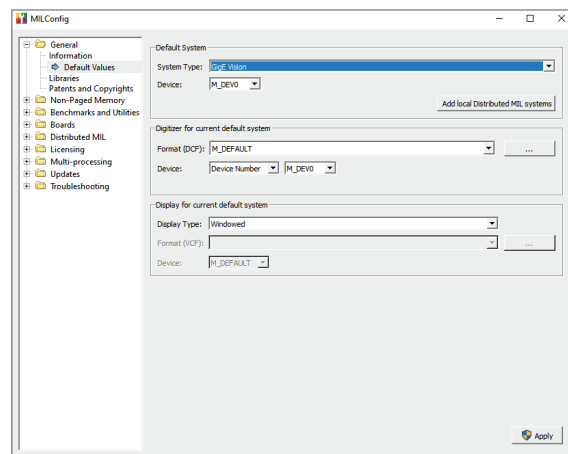 MILConfig
General
Information
Default Values
Libraries
Patents and Copyrights
Non-Paged Memory
Benchmarks and Utilities
Boards
Distributed MIL
Licensing
Multi-processing
Updates
Troubleshooting
Default System
System Type: GigE Vision
Device: M_DEV0
Add local Distributed MIL systems
Digitizer for current default system
Format (DCF): M_DEFAULT ...
Device: Device Number M_DEV0
Display for current default system
Display Type: Windowed
Format (VCF): ...
Device: M_DEFAULT
Apply